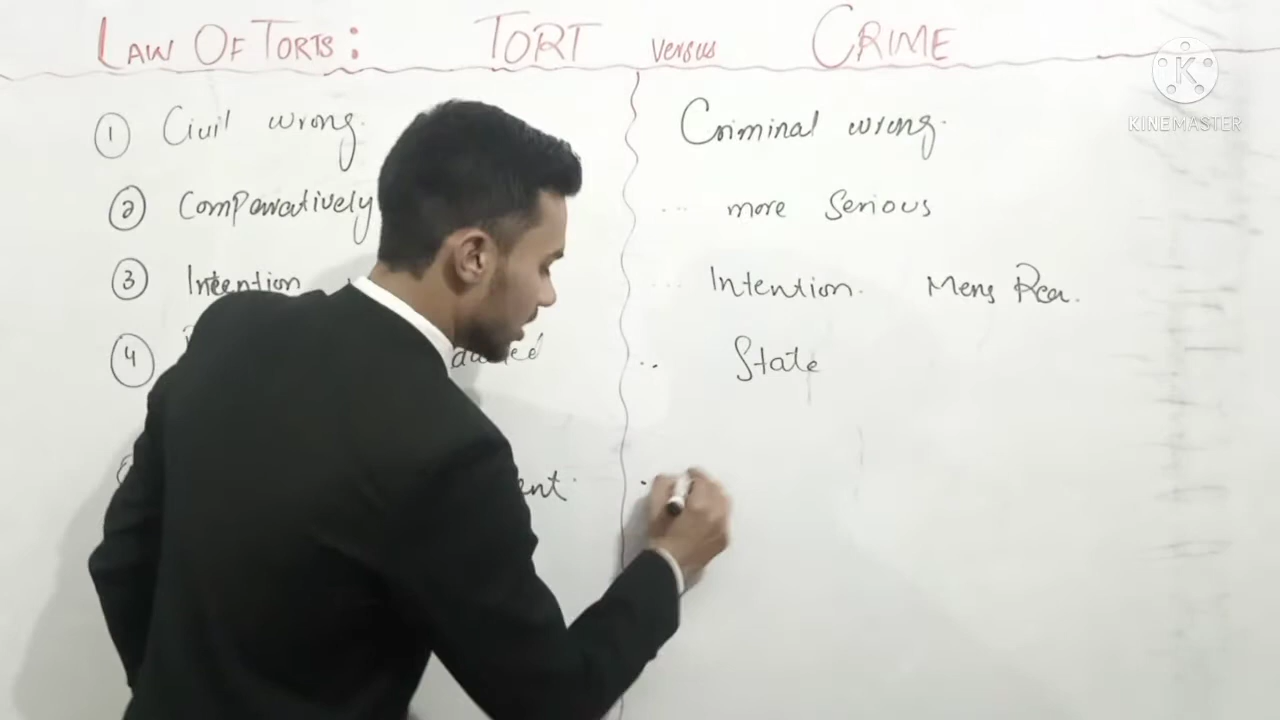 LAW OF TORTS: TORT versus CRIME
① Civil wrong. Criminal wrong.
② Comparatively ... more Serious
③ Intention ... Intention. Mens Rea.
④ .. State
ent. .
K
KINEMASTER